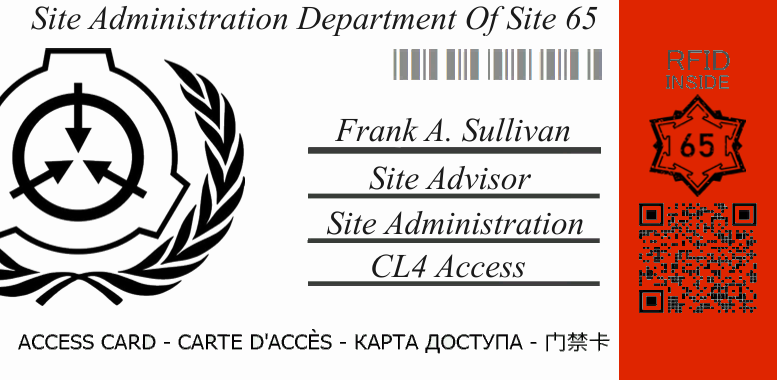 Site Administration Department Of Site 65
RFID
INSIDE
Frank A. Sullivan
65
Site Advisor
Site Administration
CL4 Access
ACCESS CARD - CARTE D'ACCÈS - КАРТА ДОСТУПА - 门禁卡